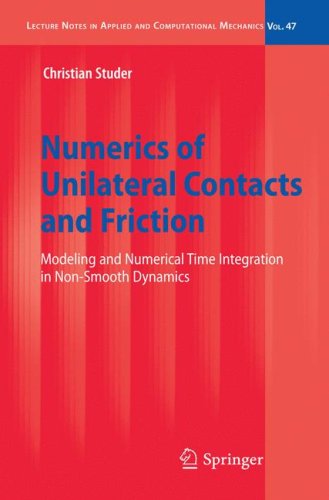 LECTURE NOTES IN APPLIED AND COMPUTATIONAL MECHANICS VOL. 47
Christian Studer
Numerics of
Unilateral Contacts
and Friction
Modeling and Numerical Time Integration
in Non-Smooth Dynamics
Springer